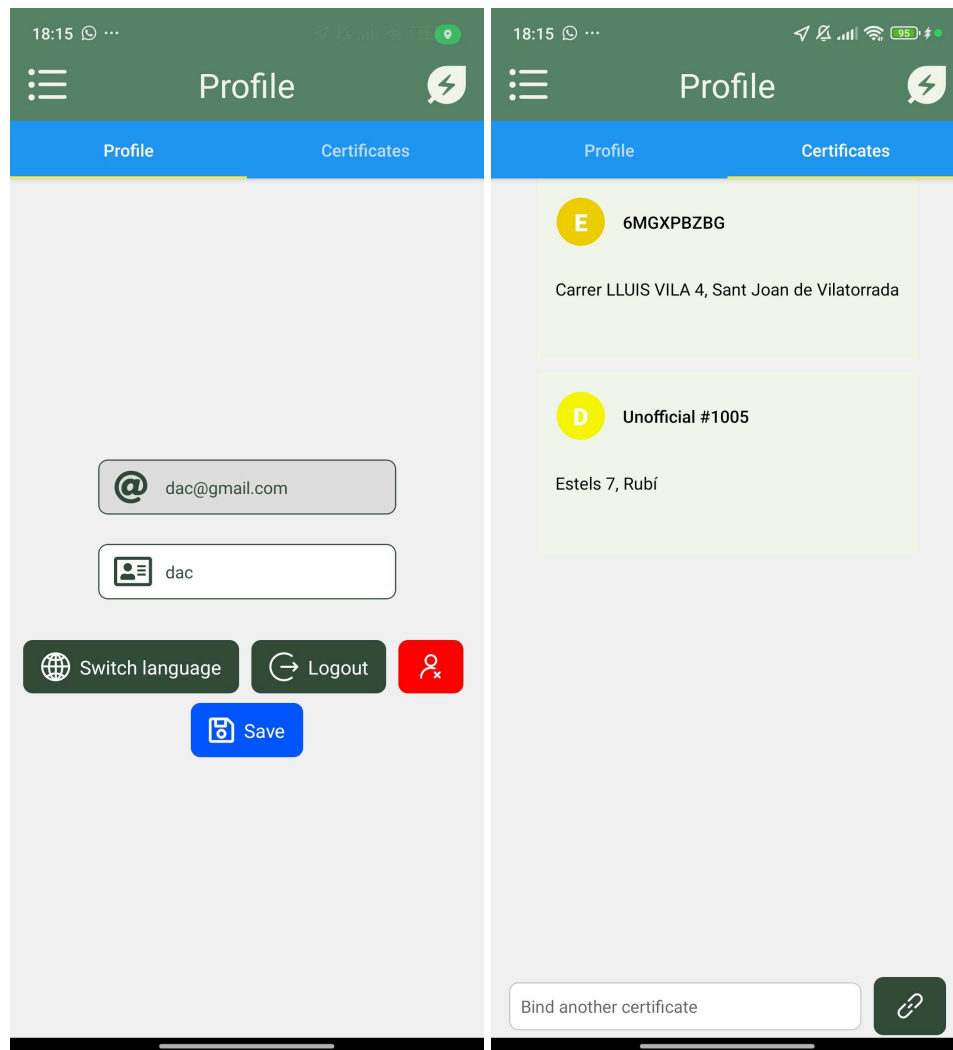 18:15
Profile
Profile
Certificates
dac@gmail.com
dac
Switch language
Logout
Save
18:15
95
Profile
Profile
Certificates
E
6MGXPBZBG
Carrer LLUIS VILA 4, Sant Joan de Vilatorrada
D
Unofficial #1005
Estels 7, Rubí
Bind another certificate